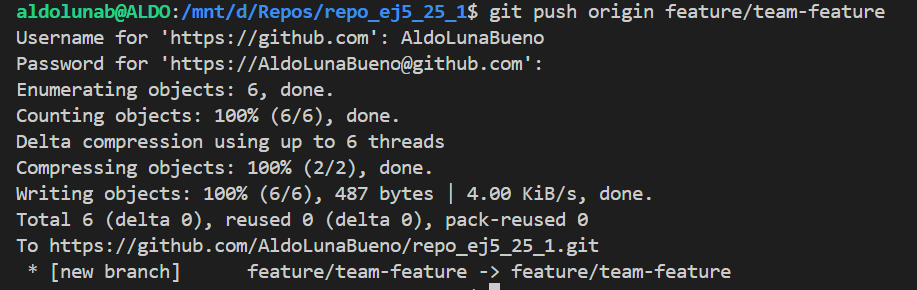 aldolunab@ALDO:/mnt/d/Repos/repo_ej5_25_1$ git push origin feature/team-feature
Username for 'https://github.com': AldoLunaBueno
Password for 'https://AldoLunaBueno@github.com':
Enumerating objects: 6, done.
Counting objects: 100% (6/6), done.
Delta compression using up to 6 threads
Compressing objects: 100% (2/2), done.
Writing objects: 100% (6/6), 487 bytes | 4.00 KiB/s, done.
Total 6 (delta 0), reused 0 (delta 0), pack-reused 0
To https://github.com/AldoLunaBueno/repo_ej5_25_1.git
 * [new branch]      feature/team-feature -> feature/team-feature